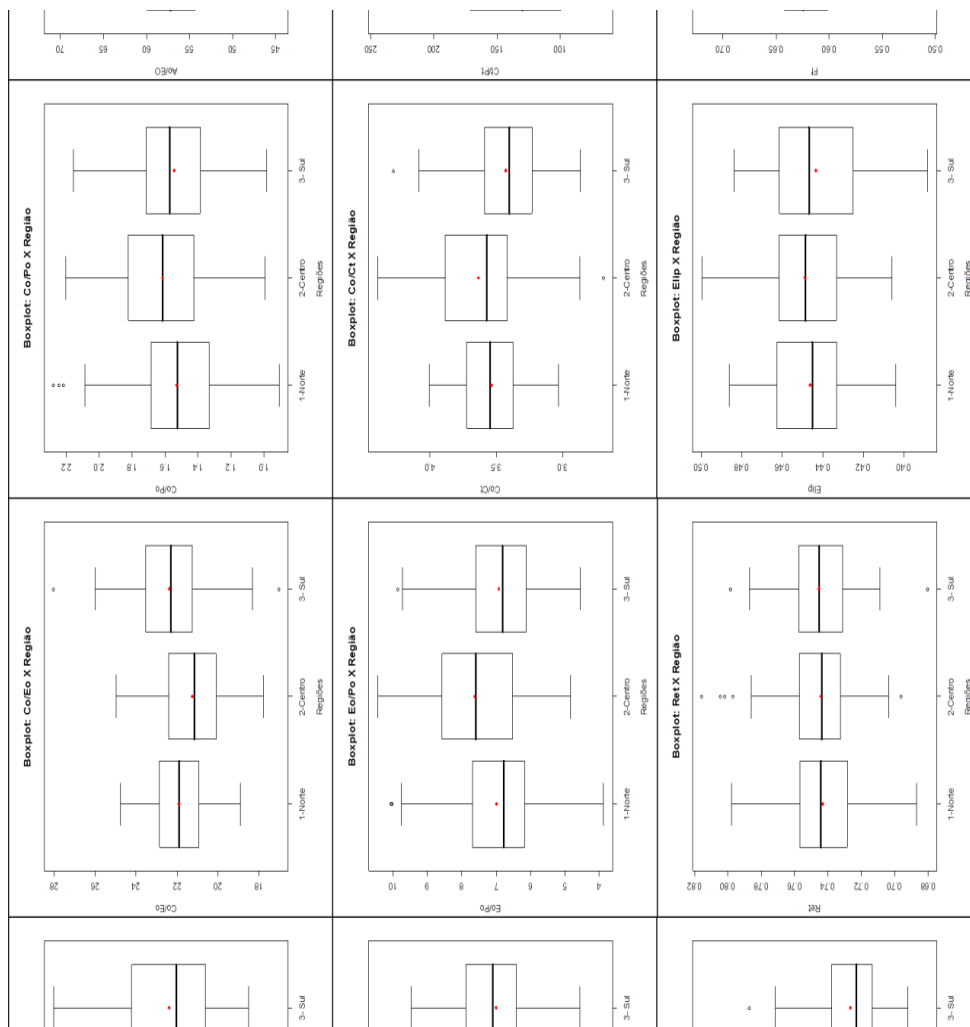 3- Sul
Boxplot: Co/Eo X Região
28
26
24
22
20
18
Co/Eo
1-Norte
2-Centro
3- Sul
Regiões
Boxplot: Co/Po X Região
2.2
2.0
1.8
1.6
1.4
1.2
1.0
Co/Po
1-Norte
2-Centro
3- Sul
Regiões
70
65
60
55
50
45
Ao/EO
3- Sul
Boxplot: Eo/Po X Região
10
9
8
7
6
5
4
Eo/Po
1-Norte
2-Centro
3- Sul
Regiões
Boxplot: Co/Ct X Região
4.0
3.5
3.0
Co/Ct
1-Norte
2-Centro
3- Sul
Regiões
250
200
150
100
Ct/Pt
3- Sul
Boxplot: Ret X Região
0.82
0.80
0.78
0.76
0.74
0.72
0.70
0.68
Ret
1-Norte
2-Centro
3- Sul
Regiões
Boxplot: Elip X Região
0.50
0.48
0.46
0.44
0.42
0.40
Elip
1-Norte
2-Centro
3- Sul
Regiões
0.70
0.65
0.60
0.55
0.50
Ff